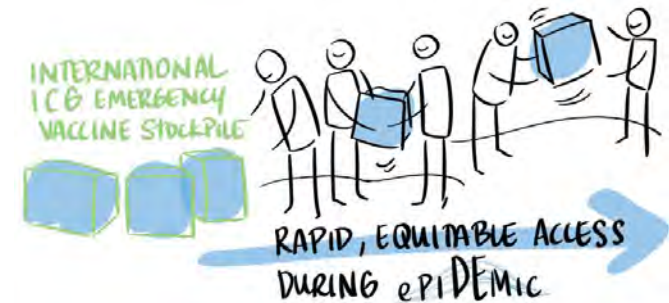 INTERNATIONAL
ICG EMERGENCY
VACCINE STOCKPILE
RAPID, EQUITABLE ACCESS
DURING ePIDEMIC